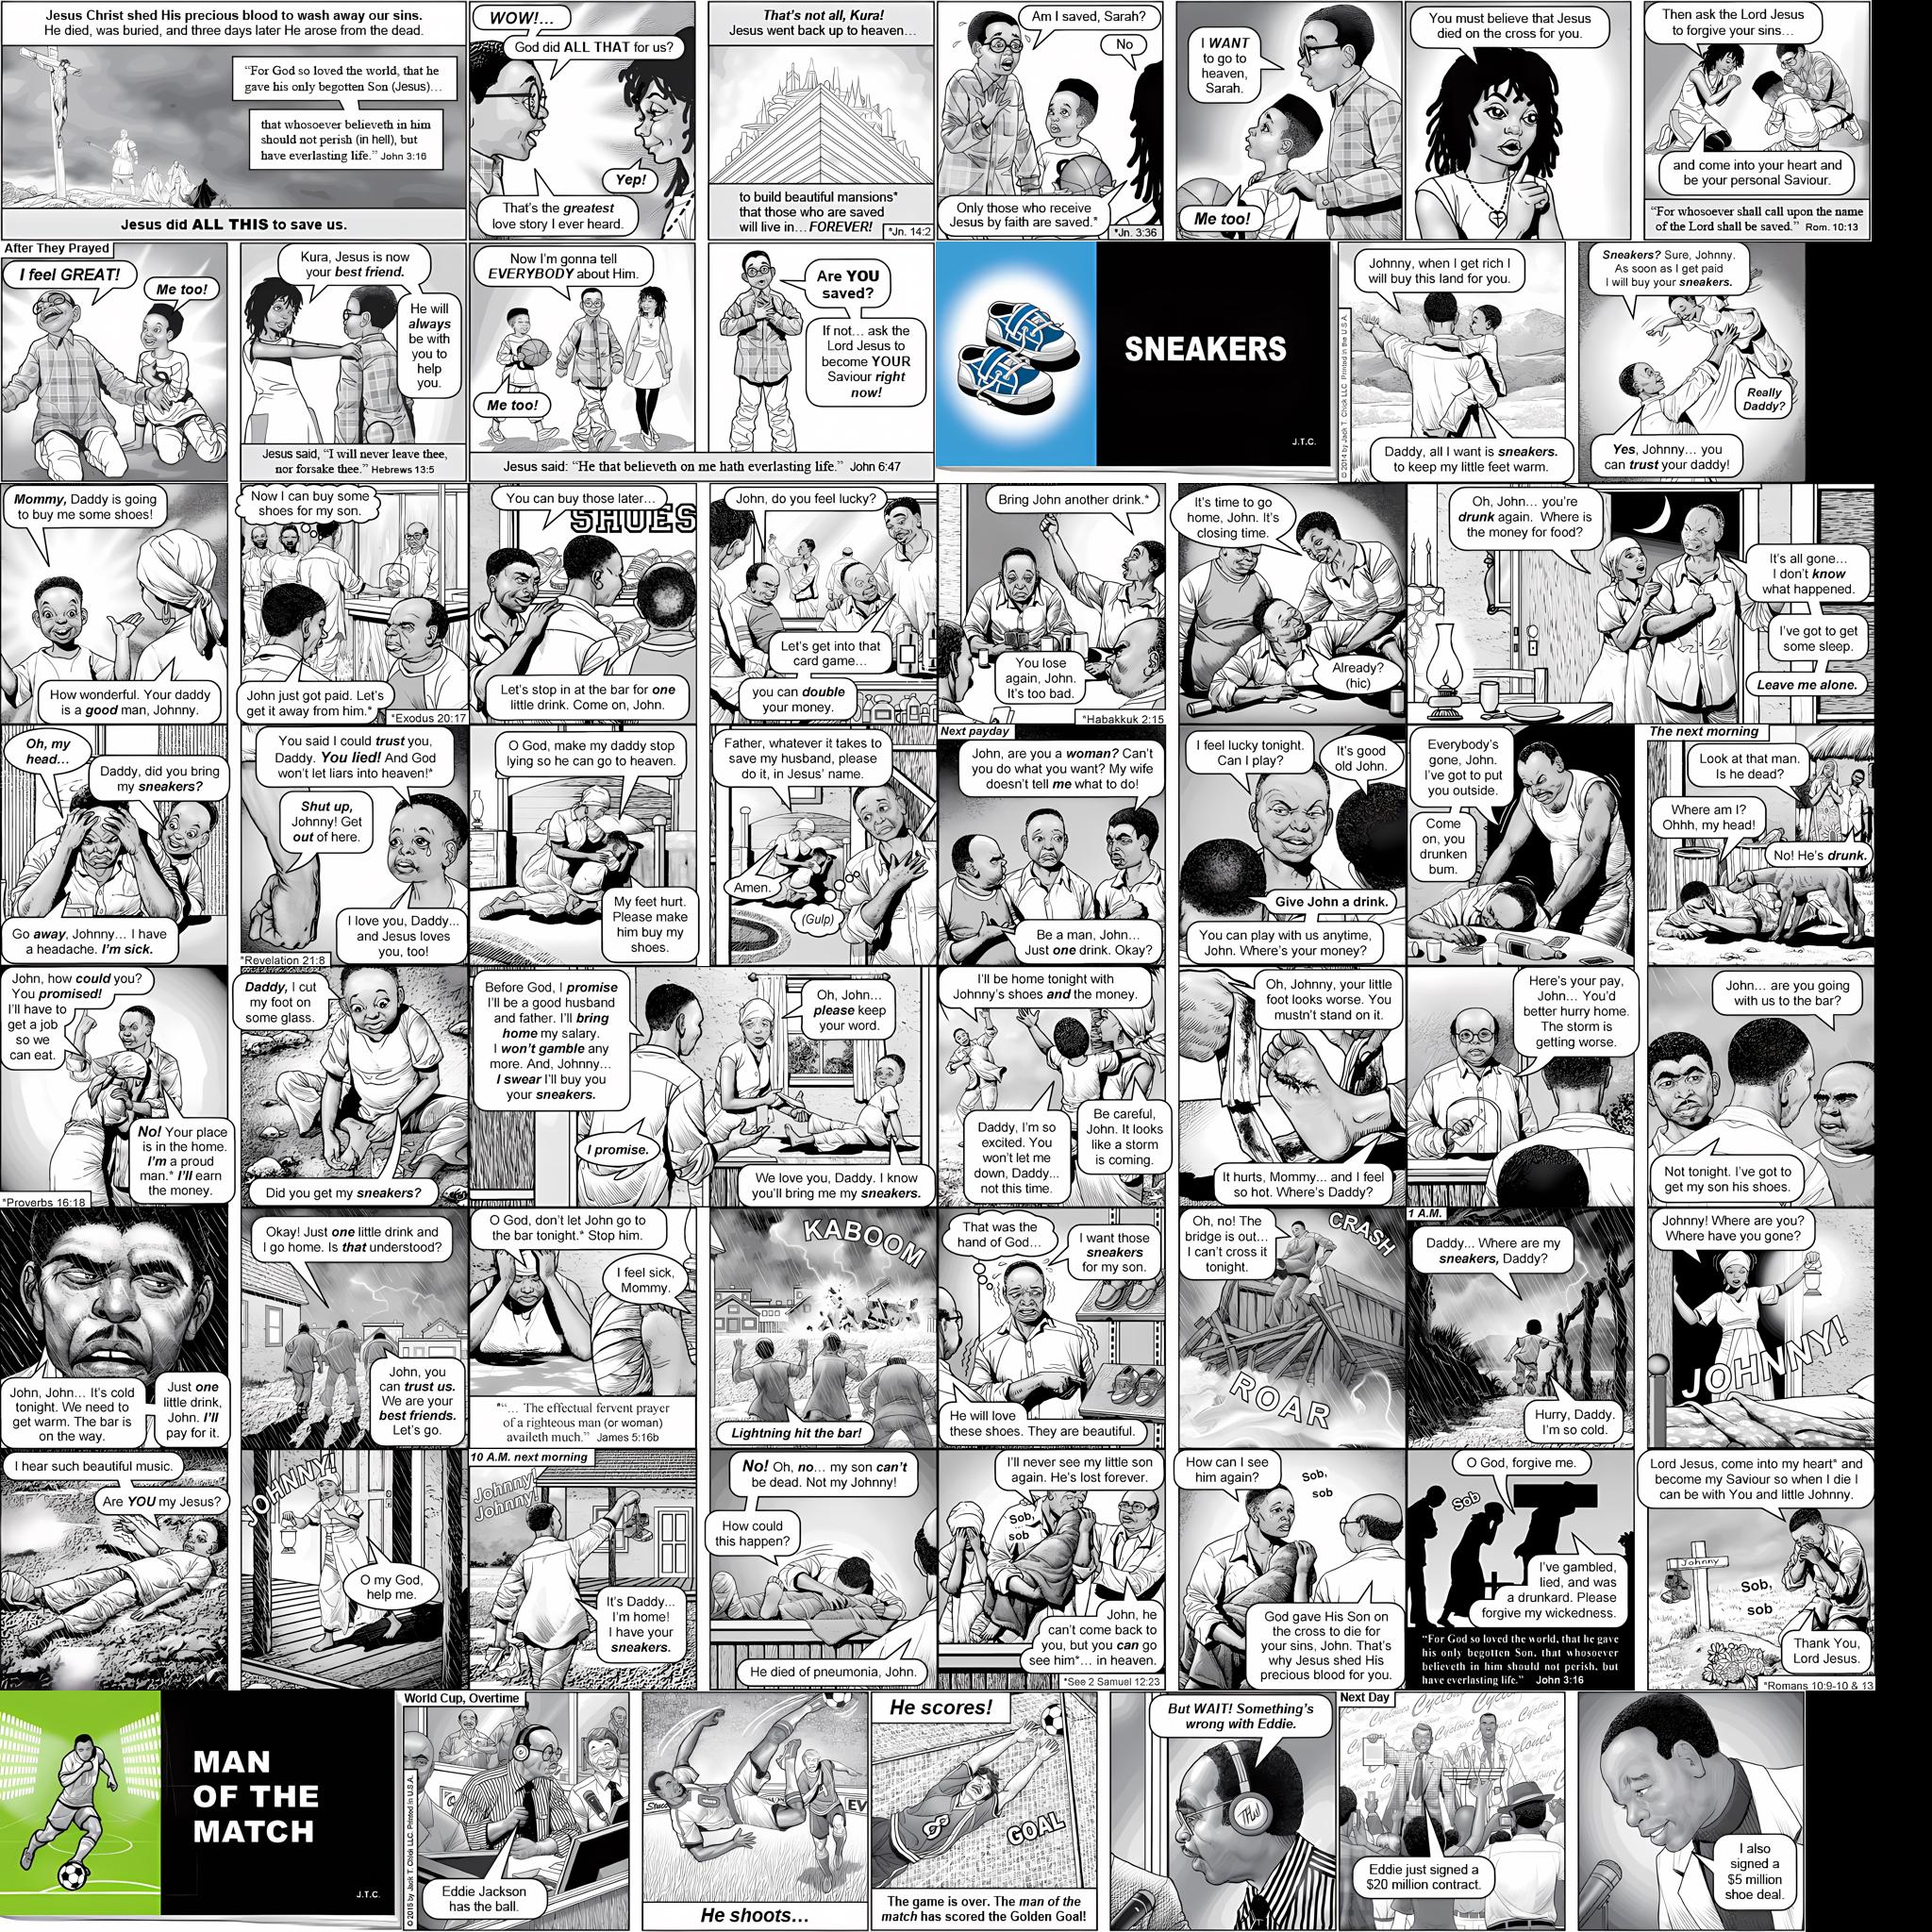 Jesus Christ shed His precious blood to wash away our sins.
He died, was buried, and three days later He arose from the dead.
“For God so loved the world, that he
gave his only begotten Son (Jesus)...
that whosoever believeth in him
should not perish (in hell), but
have everlasting life.” John 3:16
Jesus did ALL THIS to save us.
WOW!...
God did ALL THAT for us?
Yep!
That's the greatest
love story I ever heard.
That's not all, Kura!
Jesus went back up to heaven...
to build beautiful mansions*
that those who are saved
will live in... FOREVER!
*Jn. 14:2
Am I saved, Sarah?
No
Only those who receive
Jesus by faith are saved.*
*Jn. 3:36
I WANT
to go to
heaven,
Sarah.
Me too!
You must believe that Jesus
died on the cross for you.
Then ask the Lord Jesus
to forgive your sins...
and come into your heart and
be your personal Saviour.
“For whosoever shall call upon the name
of the Lord shall be saved.” Rom. 10:13
After They Prayed
I feel GREAT!
Me too!
Kura, Jesus is now
your best friend.
He will
always
be with
you to
help
you.
Jesus said, “I will never leave thee,
nor forsake thee.” Hebrews 13:5
Now I'm gonna tell
EVERYBODY about Him.
Me too!
Are YOU
saved?
If not... ask the
Lord Jesus to
become YOUR
Saviour right
now!
Jesus said: “He that believeth on me hath everlasting life.” John 6:47
SNEAKERS
J.T.C.
© 2014 by Jack T. Chick LLC. Printed in the U.S.A.
Johnny, when I get rich I
will buy this land for you.
Daddy, all I want is sneakers.
to keep my little feet warm.
Sneakers? Sure, Johnny.
As soon as I get paid
I will buy your sneakers.
Really
Daddy?
Yes, Johnny... you
can trust your daddy!
Mommy, Daddy is going
to buy me some shoes!
How wonderful. Your daddy
is a good man, Johnny.
Now I can buy some
shoes for my son.
John just got paid. Let's
get it away from him.*
*Exodus 20:17
You can buy those later...
SHOES
Let's stop in at the bar for one
little drink. Come on, John.
John, do you feel lucky?
Let's get into that
card game...
you can double
your money.
Bring John another drink.*
You lose
again, John.
It's too bad.
*Habakkuk 2:15
It's time to go
home, John. It's
closing time.
Already?
(hic)
Oh, John... you're
drunk again. Where is
the money for food?
It's all gone...
I don't know
what happened.
I've got to get
some sleep.
Leave me alone.
Oh, my
head...
Daddy, did you bring
my sneakers?
Go away, Johnny... I have
a headache. I'm sick.
You said I could trust you,
Daddy. You lied! And God
won't let liars into heaven!*
Shut up,
Johnny! Get
out of here.
I love you, Daddy...
and Jesus loves
you, too!
*Revelation 21:8
O God, make my daddy stop
lying so he can go to heaven.
My feet hurt.
Please make
him buy my
shoes.
Father, whatever it takes to
save my husband, please
do it, in Jesus' name.
Amen.
(Gulp)
Next payday
John, are you a woman? Can't
you do what you want? My wife
doesn't tell me what to do!
Be a man, John...
Just one drink. Okay?
I feel lucky tonight.
Can I play?
It's good
old John.
Give John a drink.
You can play with us anytime,
John. Where's your money?
Everybody's
gone, John.
I've got to put
you outside.
Come
on, you
drunken
bum.
The next morning
Look at that man.
Is he dead?
Where am I?
Ohhh, my head!
No! He's drunk.
John, how could you?
You promised!
I'll have to
get a job
so we
can eat.
No! Your place
is in the home.
I'm a proud
man.* I'll earn
the money.
*Proverbs 16:18
Daddy, I cut
my foot on
some glass.
Did you get my sneakers?
Before God, I promise
I'll be a good husband
and father. I'll bring
home my salary.
I won't gamble any
more. And, Johnny...
I swear I'll buy you
your sneakers.
I promise.
Oh, John...
please keep
your word.
We love you, Daddy. I know
you'll bring me my sneakers.
I'll be home tonight with
Johnny's shoes and the money.
Daddy, I'm so
excited. You
won't let me
down, Daddy...
not this time.
Be careful,
John. It looks
like a storm
is coming.
Oh, Johnny, your little
foot looks worse. You
mustn't stand on it.
It hurts, Mommy... and I feel
so hot. Where's Daddy?
Here's your pay,
John... You'd
better hurry home.
The storm is
getting worse.
John... are you going
with us to the bar?
Not tonight. I've got to
get my son his shoes.
John, John... It's cold
tonight. We need to
get warm. The bar is
on the way.
Just one
little drink,
John. I'll
pay for it.
Okay! Just one little drink and
I go home. Is that understood?
John, you
can trust us.
We are your
best friends.
Let's go.
O God, don't let John go to
the bar tonight.* Stop him.
I feel sick,
Mommy.
*“... The effectual fervent prayer
of a righteous man (or woman)
availeth much.” James 5:16b
KABOOM
Lightning hit the bar!
That was the
hand of God...
I want those
sneakers
for my son.
He will love
these shoes. They are beautiful.
Oh, no! The
bridge is out...
I can't cross it
tonight.
CRASH
ROAR
1 A.M.
Daddy... Where are my
sneakers, Daddy?
Hurry, Daddy.
I'm so cold.
Johnny! Where are you?
Where have you gone?
JOHNNY!
I hear such beautiful music.
Are YOU my Jesus?
JOHNNY!
O my God,
help me.
10 A.M. next morning
Johnny!
Johnny!
It's Daddy...
I'm home!
I have your
sneakers.
No! Oh, no... my son can't
be dead. Not my Johnny!
How could
this happen?
He died of pneumonia, John.
I'll never see my little son
again. He's lost forever.
Sob,
sob
John, he
can't come back to
you, but you can go
see him*... in heaven.
*See 2 Samuel 12:23
How can I see
him again?
Sob,
sob
God gave His Son on
the cross to die for
your sins, John. That's
why Jesus shed His
precious blood for you.
O God, forgive me.
Sob
I've gambled,
lied, and was
a drunkard. Please
forgive my wickedness.
“For God so loved the world, that he gave
his only begotten Son, that whosoever
believeth in him should not perish, but
have everlasting life.” John 3:16
Lord Jesus, come into my heart* and
become my Saviour so when I die I
can be with You and little Johnny.
Johnny
Sob,
sob
Thank You,
Lord Jesus.
*Romans 10:9-10 & 13
MAN
OF THE
MATCH
J.T.C.
© 2015 by Jack T. Chick LLC. Printed in U.S.A.
World Cup, Overtime
Eddie Jackson
has the ball.
He shoots...
He scores!
GOAL
The game is over. The man of the
match has scored the Golden Goal!
But WAIT! Something's
wrong with Eddie.
Next Day
Cyclones
Eddie just signed a
$20 million contract.
I also
signed a
$5 million
shoe deal.